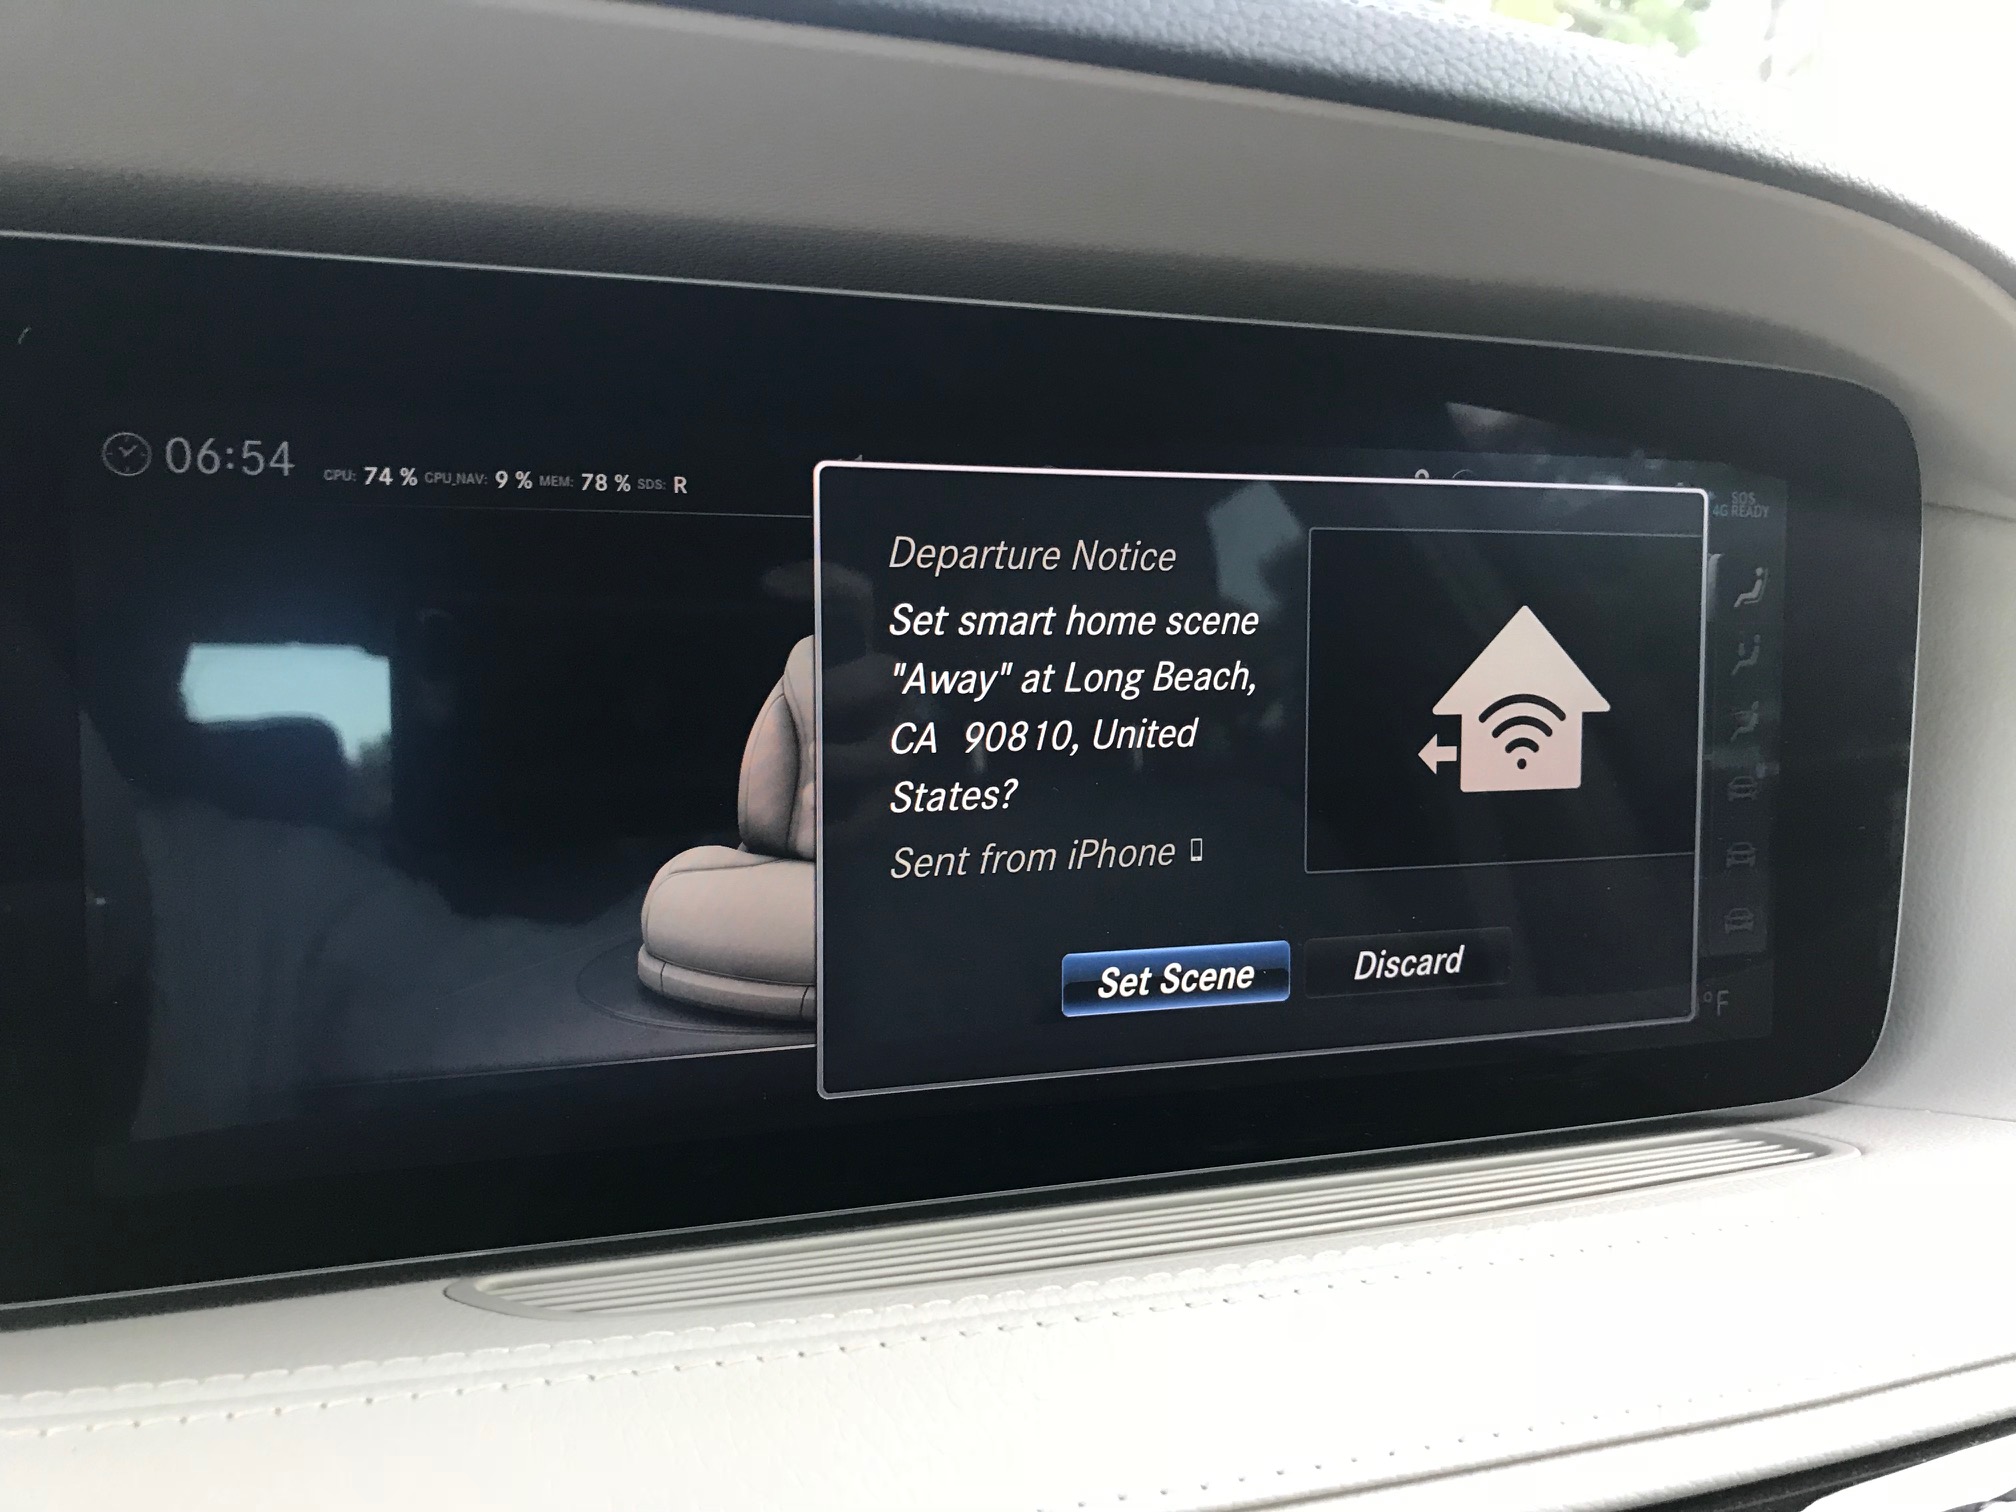 06:54
CPU: 74 % CPU_NAV: 9 % MEM: 78 % SDS: R
SOS
4G READY
Departure Notice
Set smart home scene
"Away" at Long Beach,
CA 90810, United
States?
Sent from iPhone
Set Scene
Discard
°F